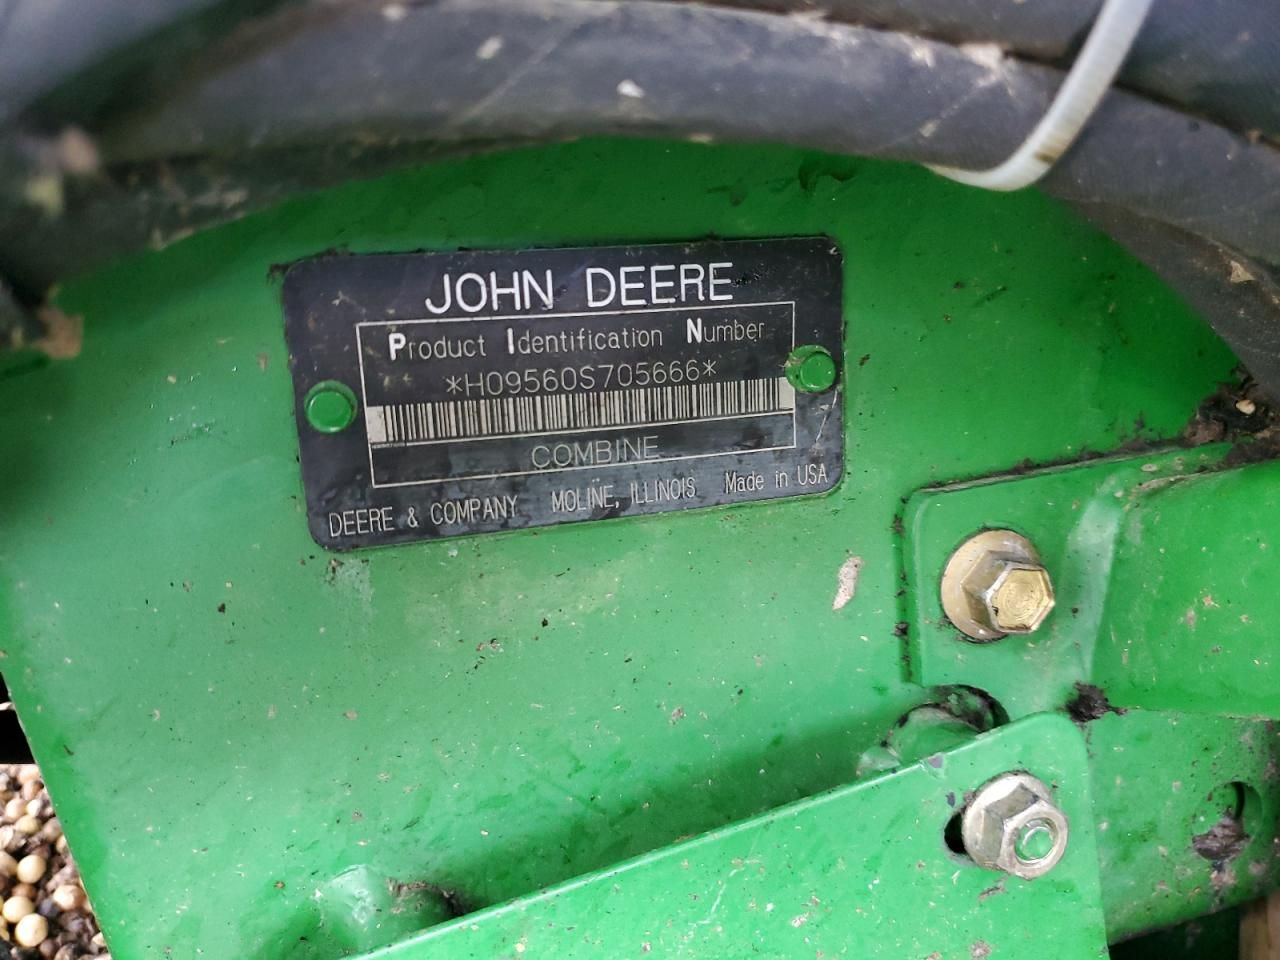 JOHN DEERE
Product Identification Number
*H09560S705666*
COMBINE
DEERE & COMPANY MOLINE, ILLINOIS Made in USA